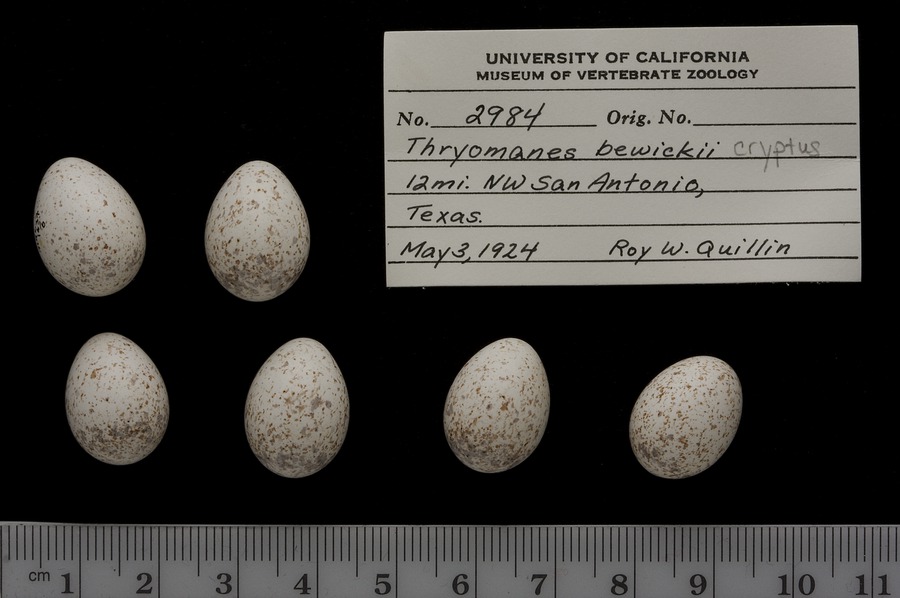 UNIVERSITY OF CALIFORNIA
MUSEUM OF VERTEBRATE ZOOLOGY
No. 2984 Orig. No.
Thryomanes bewickii cryptus
12mi. NW San Antonio,
Texas.
May 3, 1924 Roy W. Quillin
cm 1 2 3 4 5 6 7 8 9 10 11